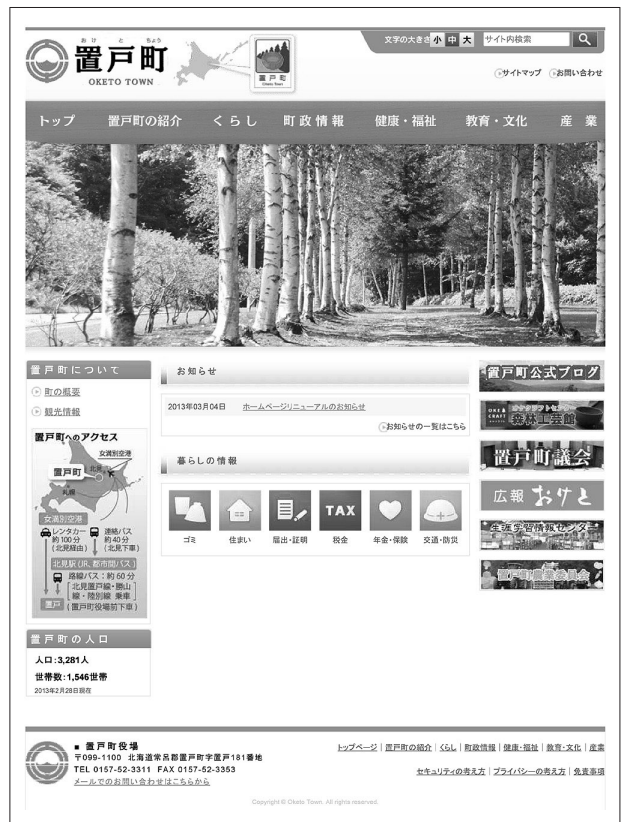 おけと ちょう
置戸町
OKETO TOWN
置戸町
Oketo Town
文字の大きさ 小 中 大 サイト内検索
サイトマップ お問い合わせ
トップ 置戸町の紹介 くらし 町政情報 健康・福祉 教育・文化 産業
置戸町について
町の概要
観光情報
置戸町へのアクセス
女満別空港
置戸町
北見
札幌
女満別空港
レンタカー 約100分 (北見経由)
連絡バス 約40分 (北見下車)
北見駅(JR、都市間バス)
路線バス:約60分
北見置戸線・勝山
線・陸別線 乗車
(置戸町役場前下車)
置戸
置戸町の人口
人口:3,281人
世帯数:1,546世帯
2013年2月28日現在
お知らせ
2013年03月04日 ホームページリニューアルのお知らせ
お知らせの一覧はこちら
暮らしの情報
TAX
ゴミ 住まい 届出・証明 税金 年金・保険 交通・防災
置戸町公式ブログ
OKE CRAFT
オケクラフトセンター
森林工芸館
置戸町議会
広報 おけと
生涯学習情報センター
置戸町農業委員会
■ 置戸町役場
〒099-1100 北海道常呂郡置戸町字置戸181番地
TEL 0157-52-3311 FAX 0157-52-3353
メールでのお問い合わせはこちらから
トップページ | 置戸町の紹介 | くらし | 町政情報 | 健康・福祉 | 教育・文化 | 産業
セキュリティの考え方 | プライバシーの考え方 | 免責事項
Copyright © Oketo Town. All rights reserved.